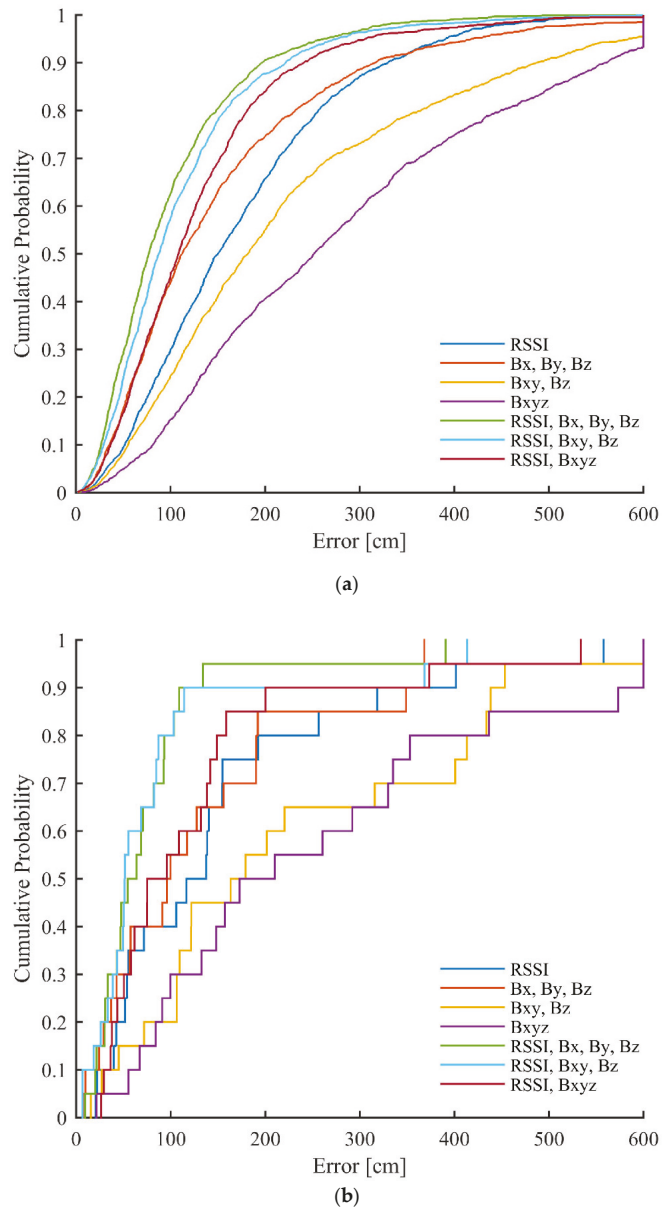 1
0.9
0.8
0.7
0.6
0.5
0.4
0.3
0.2
0.1
0
Cumulative Probability
RSSI
Bx, By, Bz
Bxy, Bz
Bxyz
RSSI, Bx, By, Bz
RSSI, Bxy, Bz
RSSI, Bxyz
0 100 200 300 400 500 600
Error [cm]
(a)
1
0.9
0.8
0.7
0.6
0.5
0.4
0.3
0.2
0.1
0
Cumulative Probability
RSSI
Bx, By, Bz
Bxy, Bz
Bxyz
RSSI, Bx, By, Bz
RSSI, Bxy, Bz
RSSI, Bxyz
0 100 200 300 400 500 600
Error [cm]
(b)